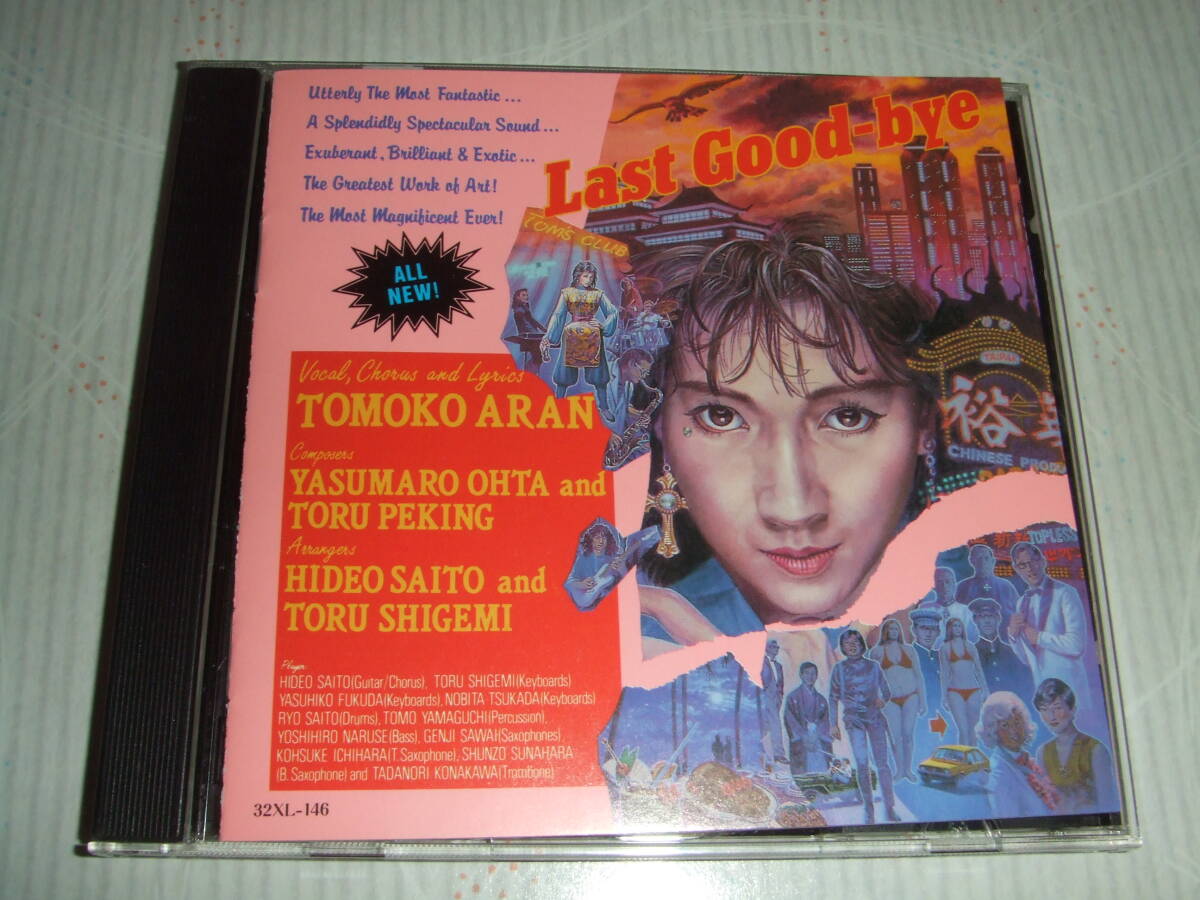 Utterly The Most Fantastic...
A Splendidly Spectacular Sound...
Exuberant, Brilliant & Exotic...
The Greatest Work of Art!
The Most Magnificent Ever!
ALL
NEW!
Last Good-bye
TOM'S CLUB
Vocal, Chorus and Lyrics
TOMOKO ARAN
Composers
YASUMARO OHTA and
TORU PEKING
Arrangers
HIDEO SAITO and
TORU SHIGEMI
Player
HIDEO SAITO(Guitar/Chorus), TORU SHIGEMI(Keyboards)
YASUHIKO FUKUDA(Keyboards), NOBITA TSUKADA(Keyboards)
RYO SAITO(Drums), TOMO YAMAGUCHI(Percussion),
YOSHIHIRO NARUSE(Bass), GENJI SAWAI(Saxophones),
KOHSUKE ICHIHARA(T.Saxophone), SHUNZO SUNAHARA
(B.Saxophone) and TADANORI KONAKAWA(Trombone)
32XL-146
TAIPAI
裕華
CHINESE PRODU
TOPLESS